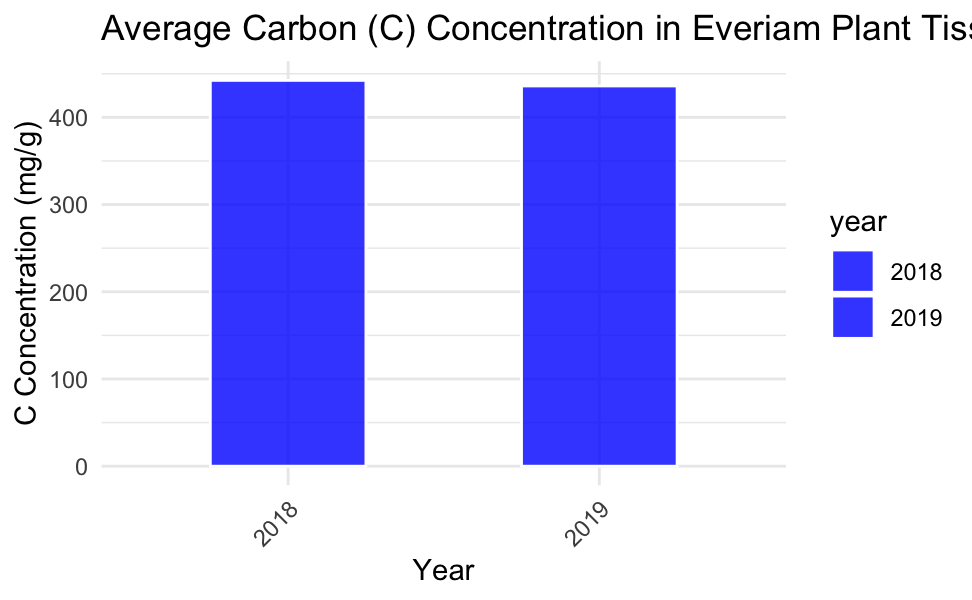 Average Carbon (C) Concentration in Everiam Plant Tiss
C Concentration (mg/g)
400
300
200
100
0
2018
2019
Year
year
2018
2019